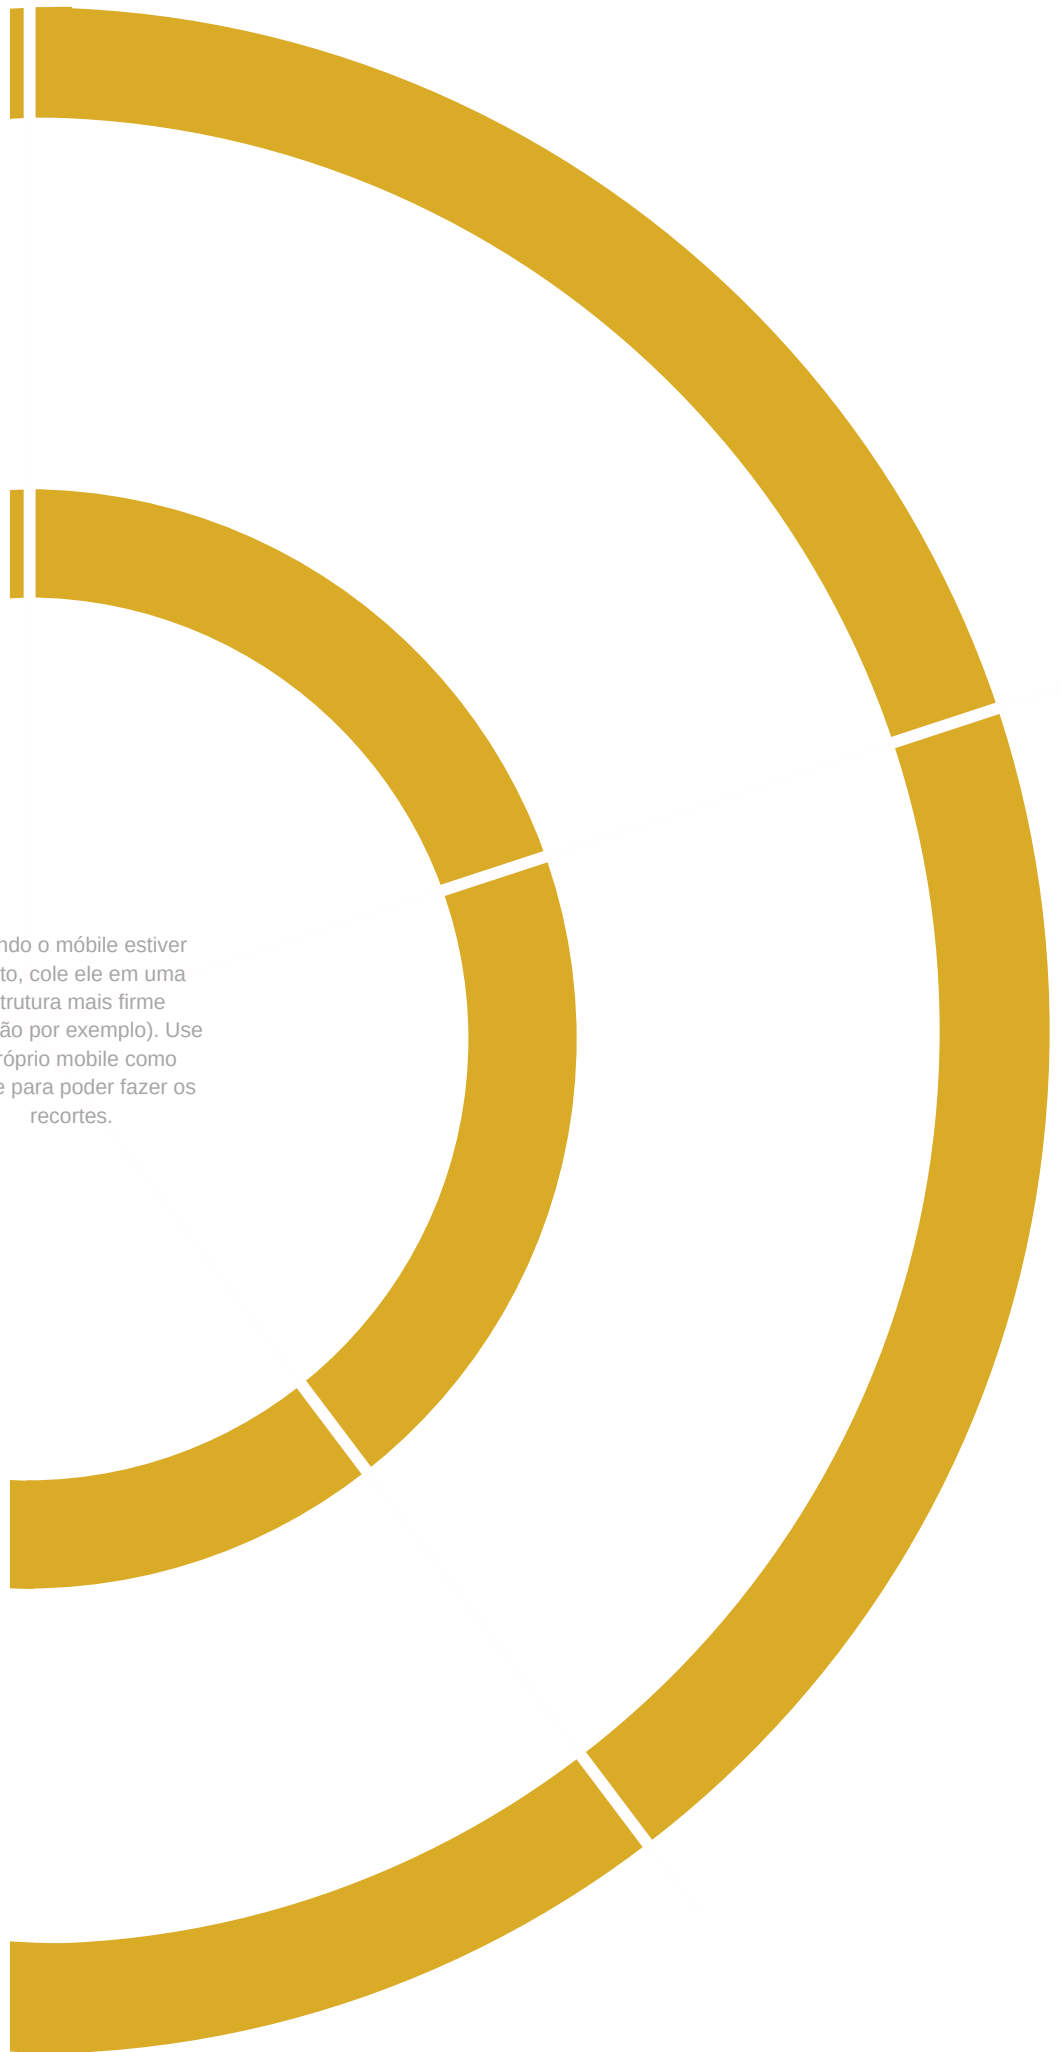 ndo o móbile estiver
to, cole ele em uma
trutura mais firme
ão por exemplo). Use
róprio mobile como
e para poder fazer os
recortes.